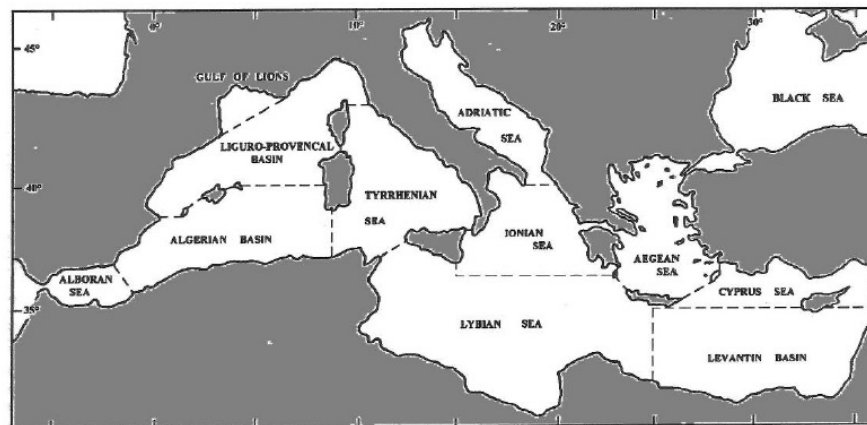 0°
10°
20°
30°
45°
GULF OF LIONS
ADRIATIC
SEA
BLACK SEA
LIGURO-PROVENCAL
BASIN
40°
TYRRHENIAN
SEA
ALGERIAN BASIN
IONIAN
SEA
AEGEAN
SEA
ALBORAN
SEA
CYPRUS SEA
35°
LYBIAN SEA
LEVANTIN BASIN